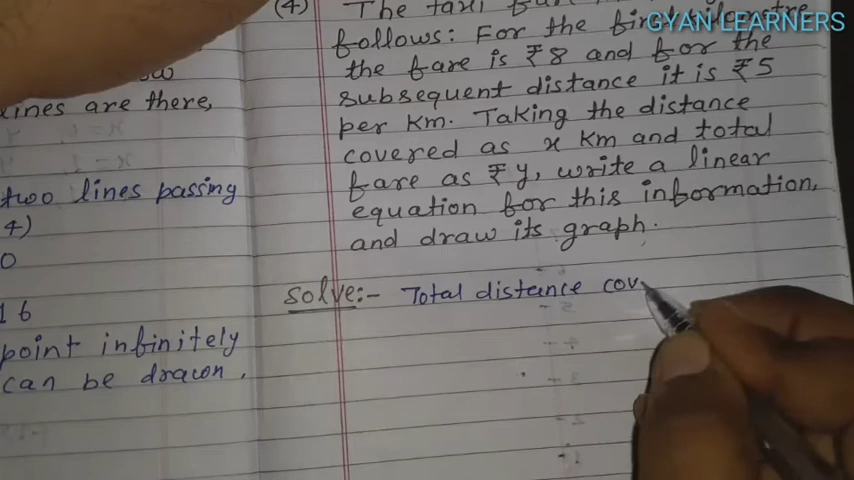 GYAN LEARNERS
(4) The taxi
follows: For the
the fare is ₹8 and for the
subsequent distance it is ₹5
per Km. Taking the distance
covered as x Km and total
fare as ₹y, write a linear
equation for this information,
and draw its graph.
lines are there,
two lines passing
4)
0
16
point infinitely
can be drawn.
Solve:- Total distance cov